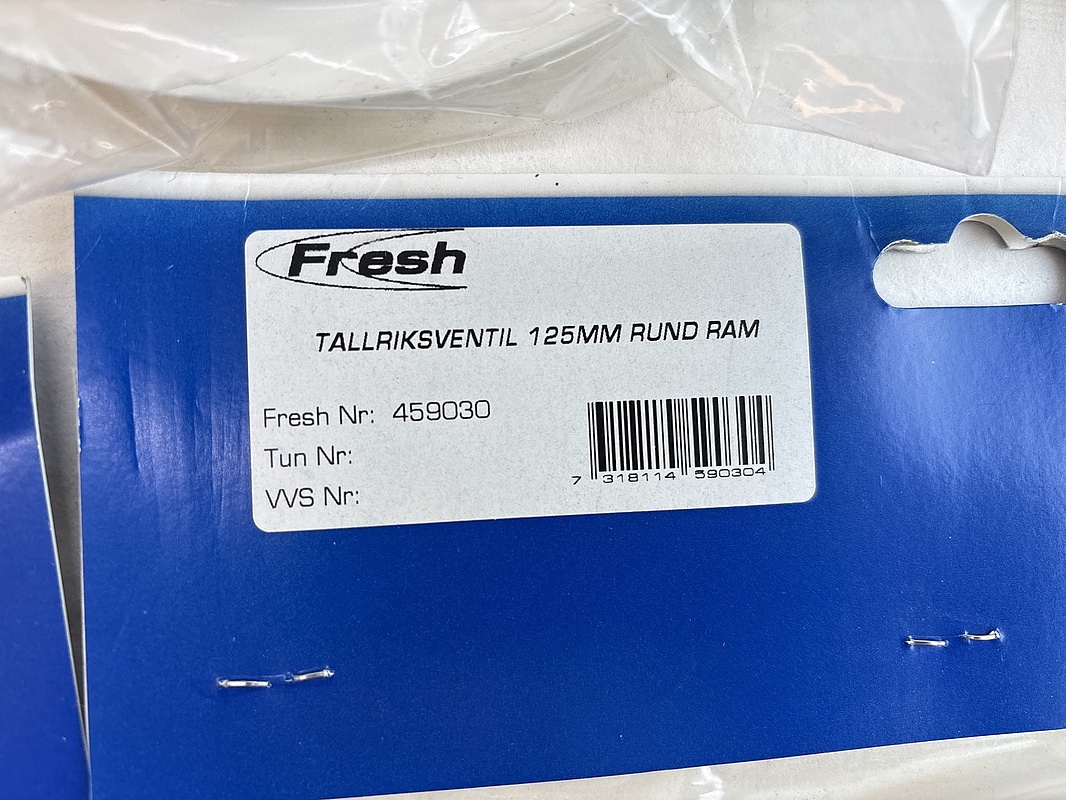 Fresh
TALLRIKSVENTIL 125MM RUND RAM
Fresh Nr: 459030
Tun Nr:
VVS Nr:
7 318114 590304